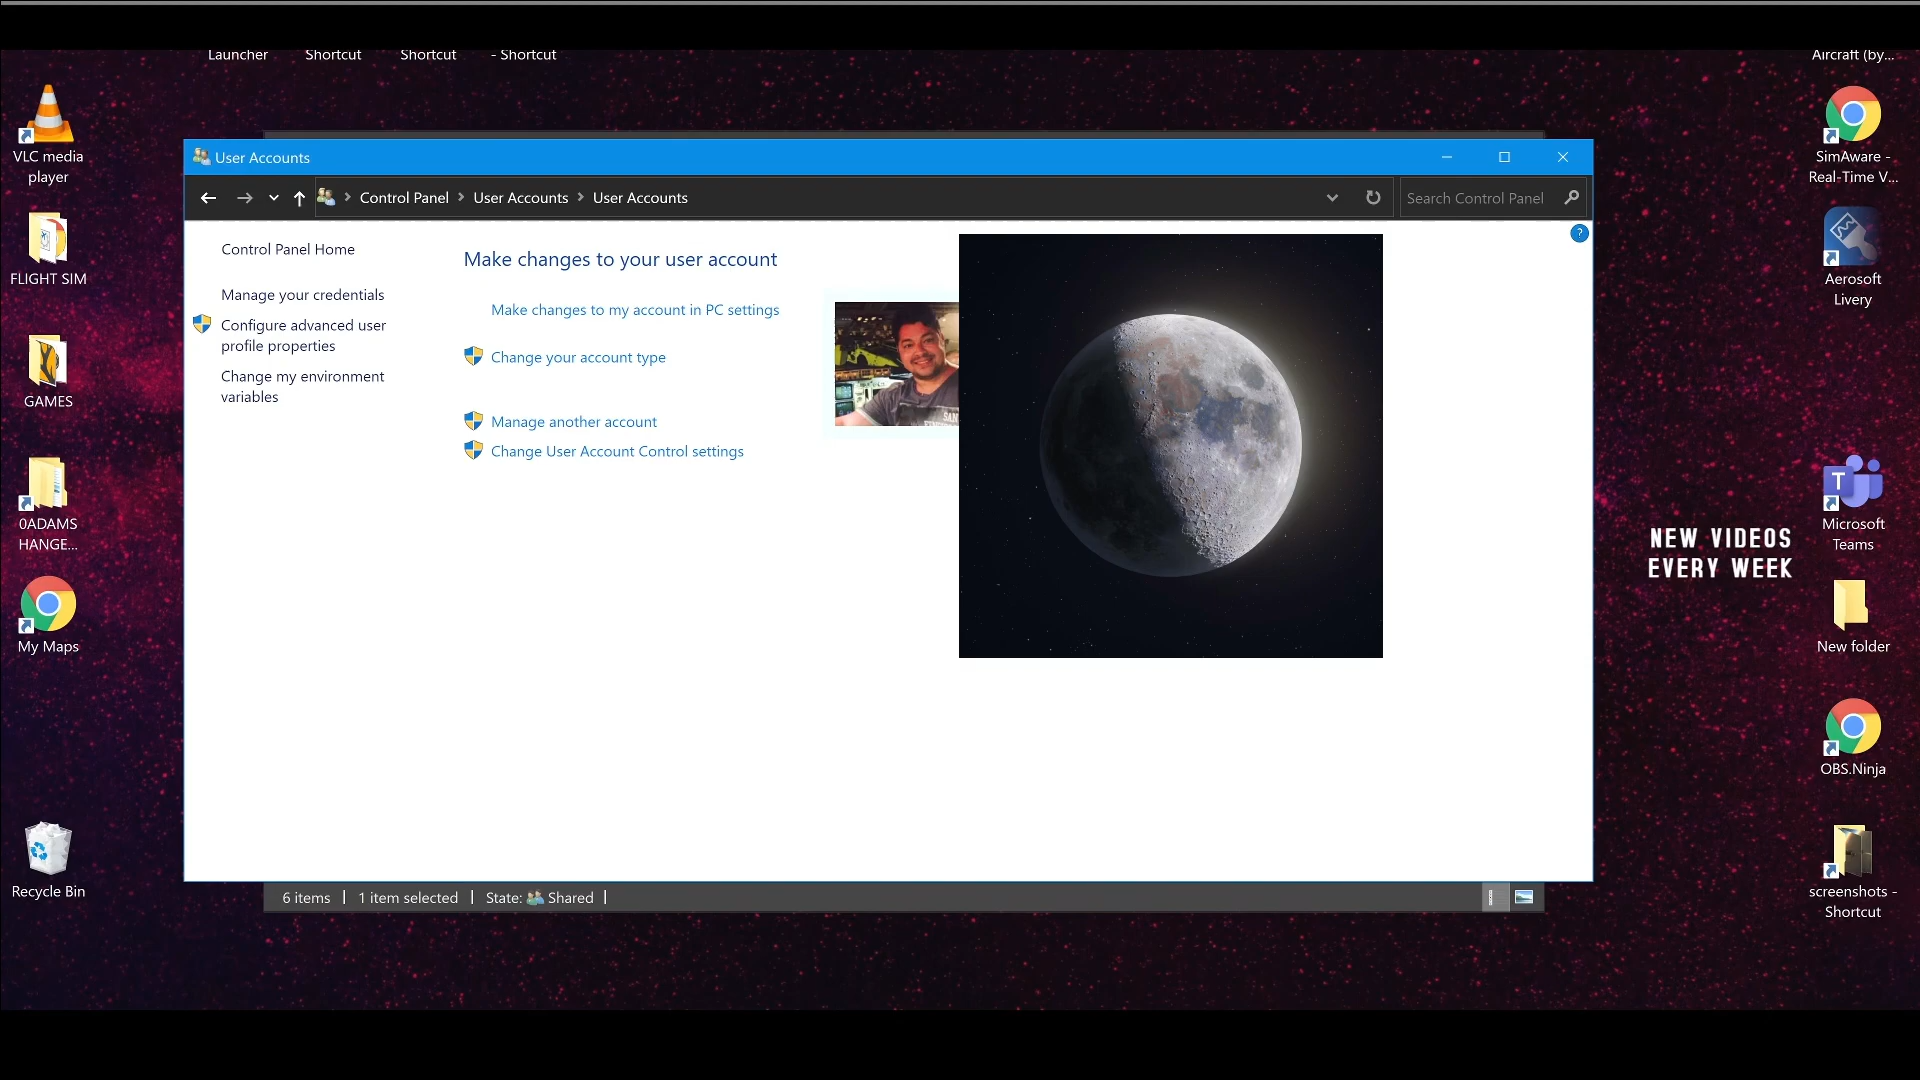 Launcher
Shortcut
Shortcut
- Shortcut
Aircraft (by...
VLC media
player
FLIGHT SIM
GAMES
0ADAMS
HANGE...
My Maps
Recycle Bin
User Accounts
Control Panel
User Accounts
User Accounts
Search Control Panel
?
Control Panel Home
Manage your credentials
Configure advanced user
profile properties
Change my environment
variables
Make changes to your user account
Make changes to my account in PC settings
Change your account type
Manage another account
Change User Account Control settings
6 items
1 item selected
State:
Shared
NEW VIDEOS
EVERY WEEK
SimAware -
Real-Time V...
Aerosoft
Livery
T
Microsoft
Teams
New folder
OBS.Ninja
screenshots -
Shortcut